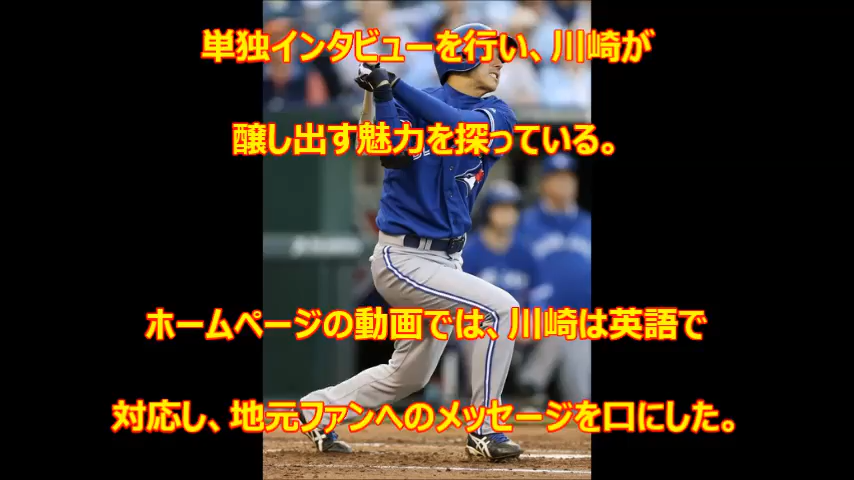 単独インタビューを行い、川崎が
醸し出す魅力を探っている。
ホームページの動画では、川崎は英語で
対応し、地元ファンへのメッセージを口にした。